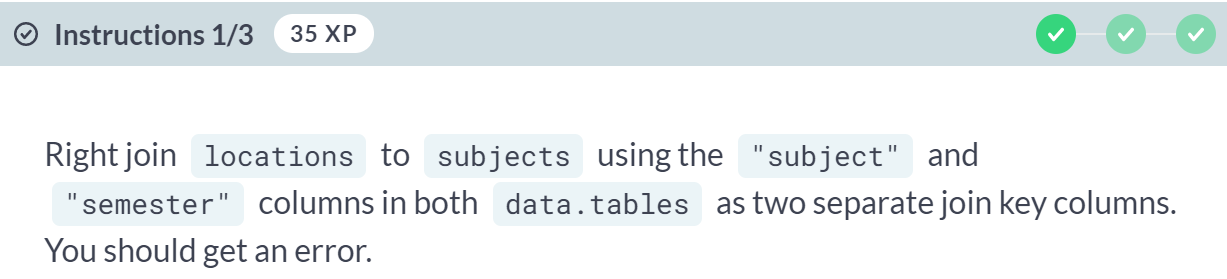 Instructions 1/3 35 XP
Right join locations to subjects using the "subject" and
"semester" columns in both data.tables as two separate join key columns.
You should get an error.